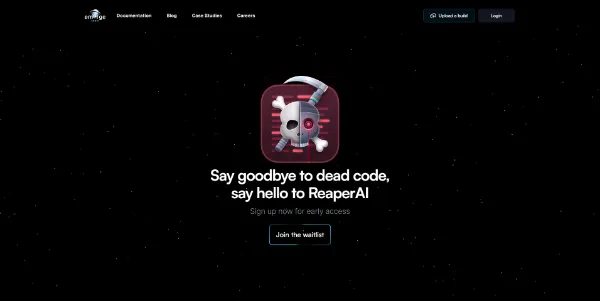 emerge
Documentation
Blog
Case Studies
Careers
Upload a build
Login
Say goodbye to dead code,
say hello to ReaperAI
Sign up now for early access
Join the waitlist